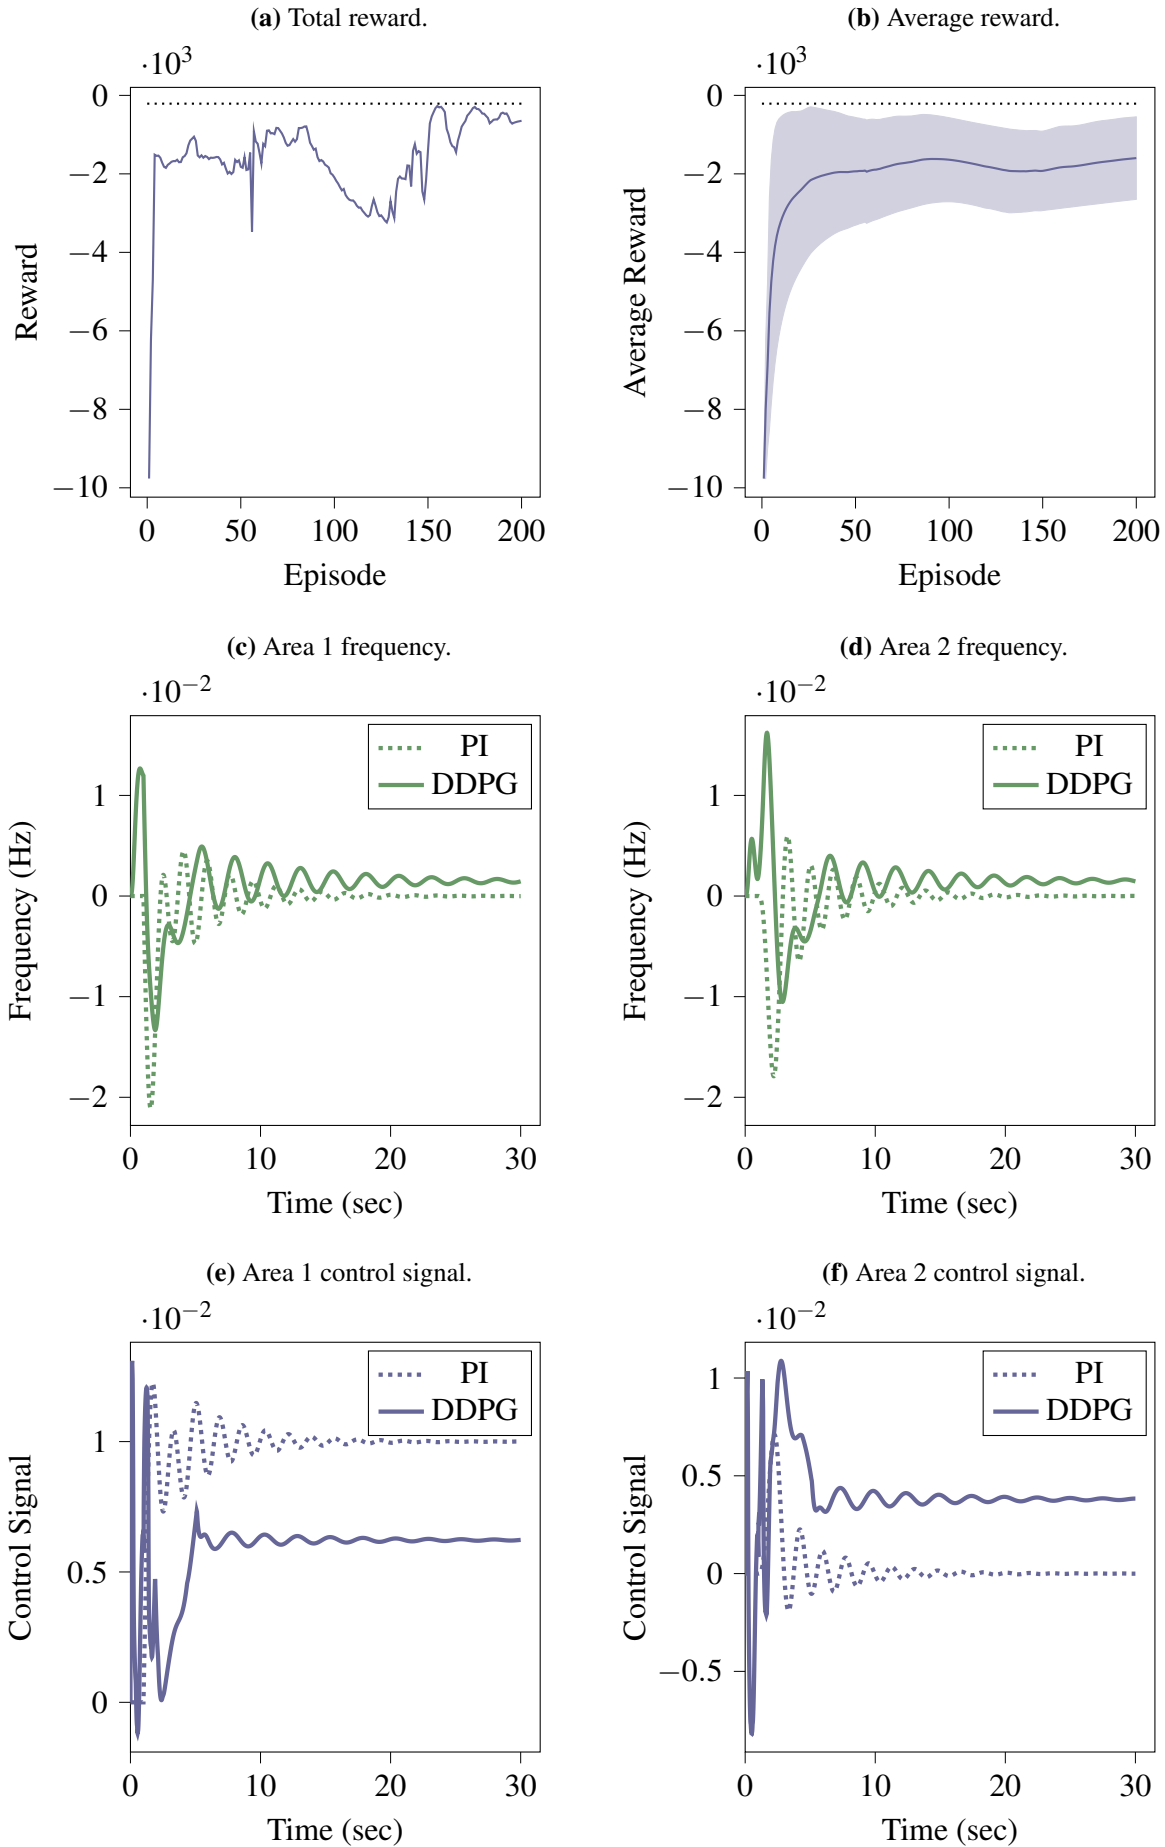 (a) Total reward.
(b) Average reward.
·10³
·10³
0
−2
−4
−6
−8
−10
0
−2
−4
−6
−8
−10
Reward
Average Reward
0 50 100 150 200
0 50 100 150 200
Episode
Episode
(c) Area 1 frequency.
(d) Area 2 frequency.
·10⁻²
·10⁻²
PI
DDPG
PI
DDPG
1
0
−1
−2
1
0
−1
−2
Frequency (Hz)
Frequency (Hz)
0 10 20 30
0 10 20 30
Time (sec)
Time (sec)
(e) Area 1 control signal.
(f) Area 2 control signal.
·10⁻²
·10⁻²
PI
DDPG
PI
DDPG
1
0.5
0
1
0.5
0
−0.5
Control Signal
Control Signal
0 10 20 30
0 10 20 30
Time (sec)
Time (sec)